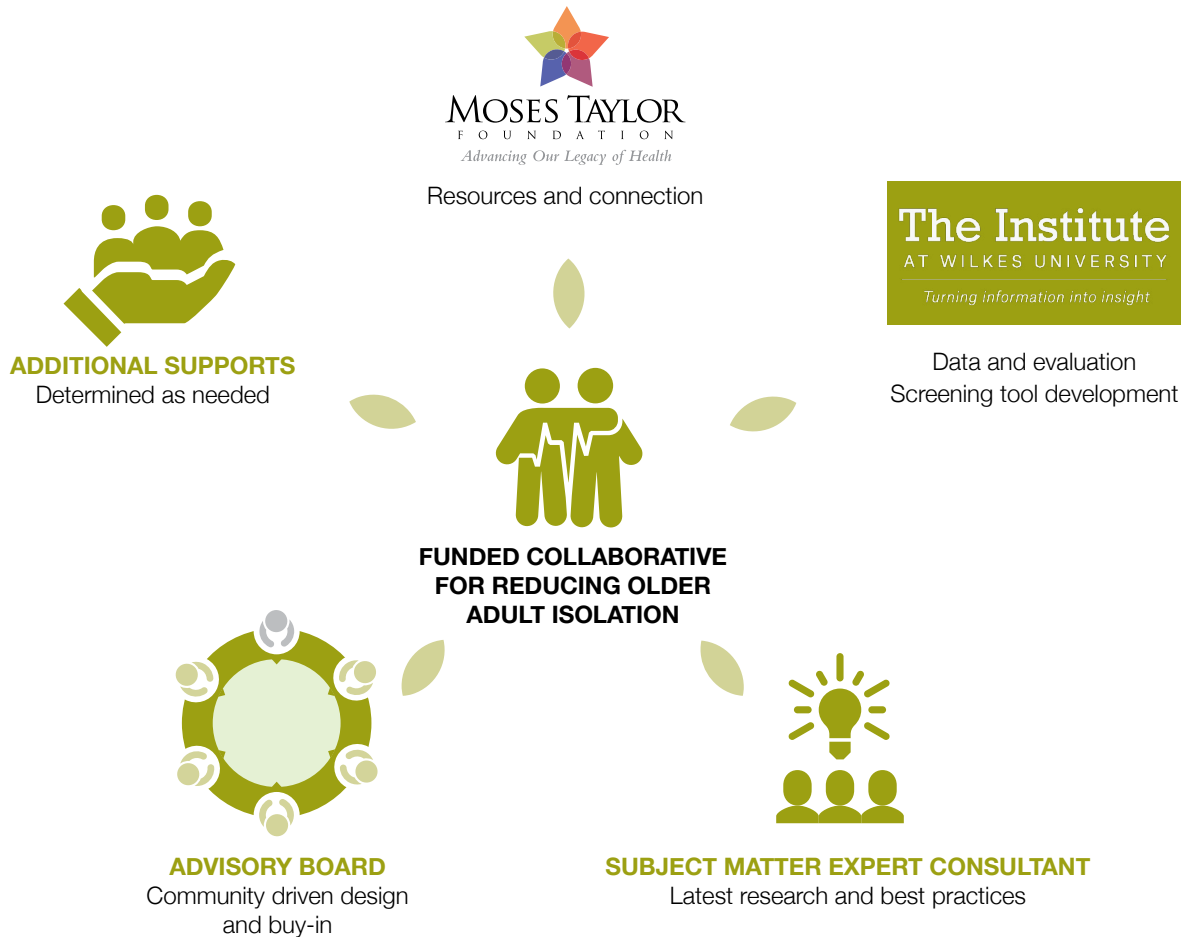 MOSES TAYLOR
FOUNDATION
Advancing Our Legacy of Health
Resources and connection
The Institute
AT WILKES UNIVERSITY
Turning information into insight
Data and evaluation
Screening tool development
ADDITIONAL SUPPORTS
Determined as needed
FUNDED COLLABORATIVE
FOR REDUCING OLDER
ADULT ISOLATION
ADVISORY BOARD
Community driven design
and buy-in
SUBJECT MATTER EXPERT CONSULTANT
Latest research and best practices